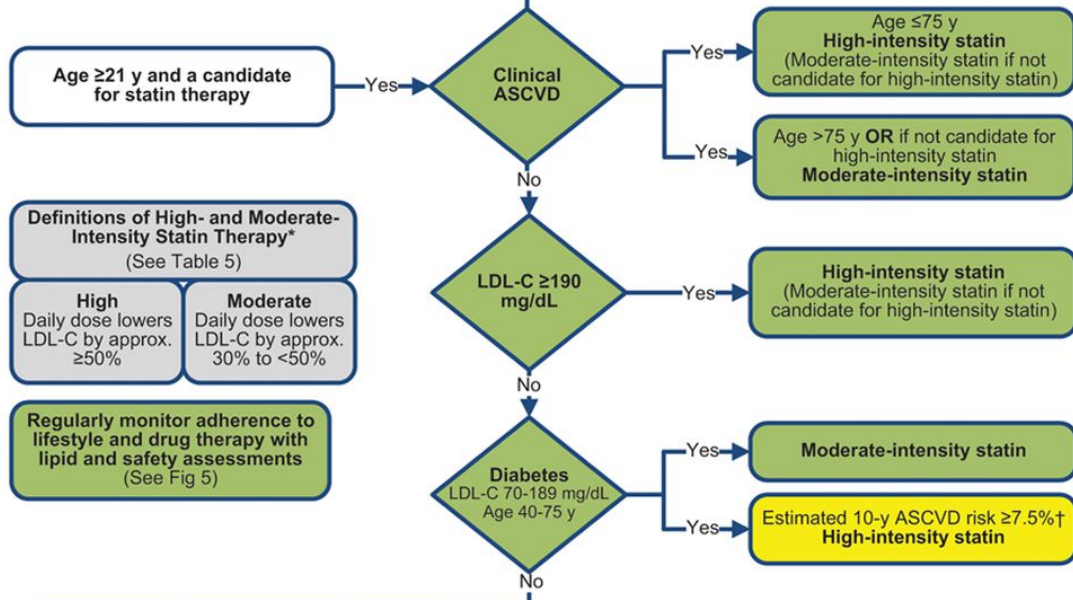 Age ≥21 y and a candidate
for statin therapy
Yes
Clinical
ASCVD
Yes
Age ≤75 y
High-intensity statin
(Moderate-intensity statin if not
candidate for high-intensity statin)
Yes
Age >75 y OR if not candidate for
high-intensity statin
Moderate-intensity statin
No
Definitions of High- and Moderate-
Intensity Statin Therapy*
(See Table 5)
High
Daily dose lowers
LDL-C by approx.
≥50%
Moderate
Daily dose lowers
LDL-C by approx.
30% to <50%
LDL-C ≥190
mg/dL
Yes
High-intensity statin
(Moderate-intensity statin if not
candidate for high-intensity statin)
No
Regularly monitor adherence to
lifestyle and drug therapy with
lipid and safety assessments
(See Fig 5)
Diabetes
LDL-C 70-189 mg/dL
Age 40-75 y
Yes
Moderate-intensity statin
Yes
Estimated 10-y ASCVD risk ≥7.5%†
High-intensity statin
No